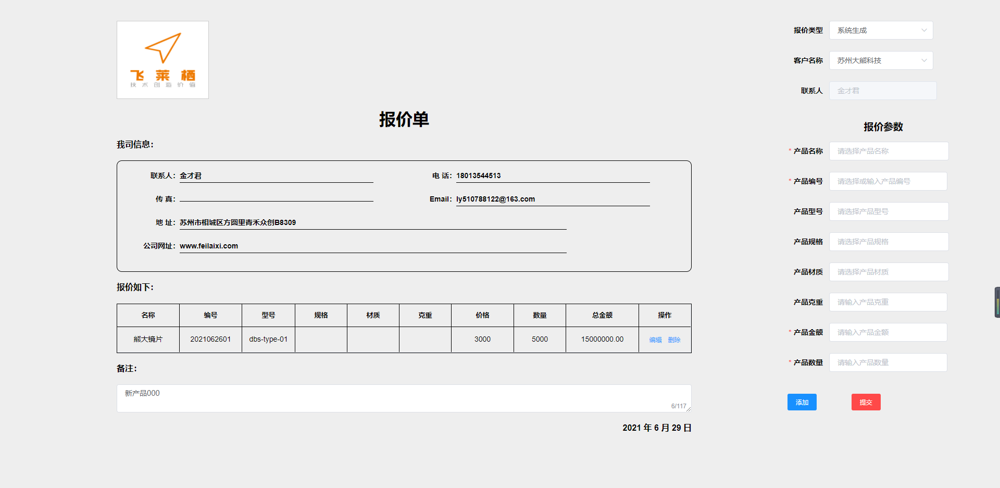 飞莱栖
技术创造价值
报价单
我司信息：
联系人： 金才君 电 话： 18013544513
传 真： Email： ly510788122@163.com
地 址： 苏州市相城区方圆里青禾众创B8309
公司网址： www.feilaixi.com
报价如下：
名称 编号 型号 规格 材质 克重 价格 数量 总金额 操作
熊大镜片 2021062601 dbs-type-01 3000 5000 15000000.00 编辑 删除
备注：
新产品000
6/117
2021 年 6 月 29 日
报价类型 系统生成
客户名称 苏州大熊科技
联系人 金才君
报价参数
* 产品名称 请选择产品名称
* 产品编号 请选择或输入产品编号
产品型号 请选择产品型号
产品规格 请选择产品规格
产品材质 请选择产品材质
产品克重 请输入产品克重
* 产品金额 请输入产品金额
* 产品数量 请输入产品数量
添加 提交